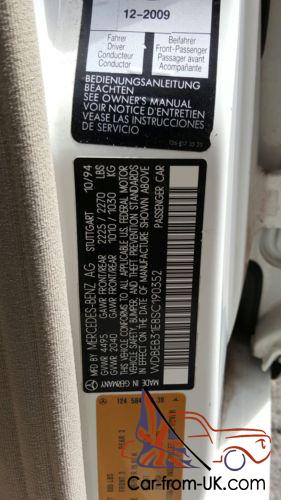 12-2009
Fahrer
Driver
Conducteur
Conductor
Beifahrer
Front-Passenger
Passager avant
Acompañante
BEDIENUNGSANLEITUNG
BEACHTEN
SEE OWNER'S MANUAL
VOIR NOTICE D'ENTRETIEN
VEASE LAS INSTRUCCIONES
DE SERVICIO
MFD BY MERCEDES-BENZ AG STUTTGART 10/94
GVWR 4495 GAWR FRONT/REAR 2225/2270 LBS
GVWR 2040 GAWR FRONT/REAR 1010/1030 KG
THIS VEHICLE CONFORMS TO ALL APPLICABLE U.S. FEDERAL MOTOR
VEHICLE SAFETY, BUMPER, AND THEFT PREVENTION STANDARDS IN
EFFECT ON THE DATE OF MANUFACTURE SHOWN ABOVE
WDBEB31E8SC190352 PASSENGER CAR
MADE IN GERMANY
124 584 39
Car-from-UK.com